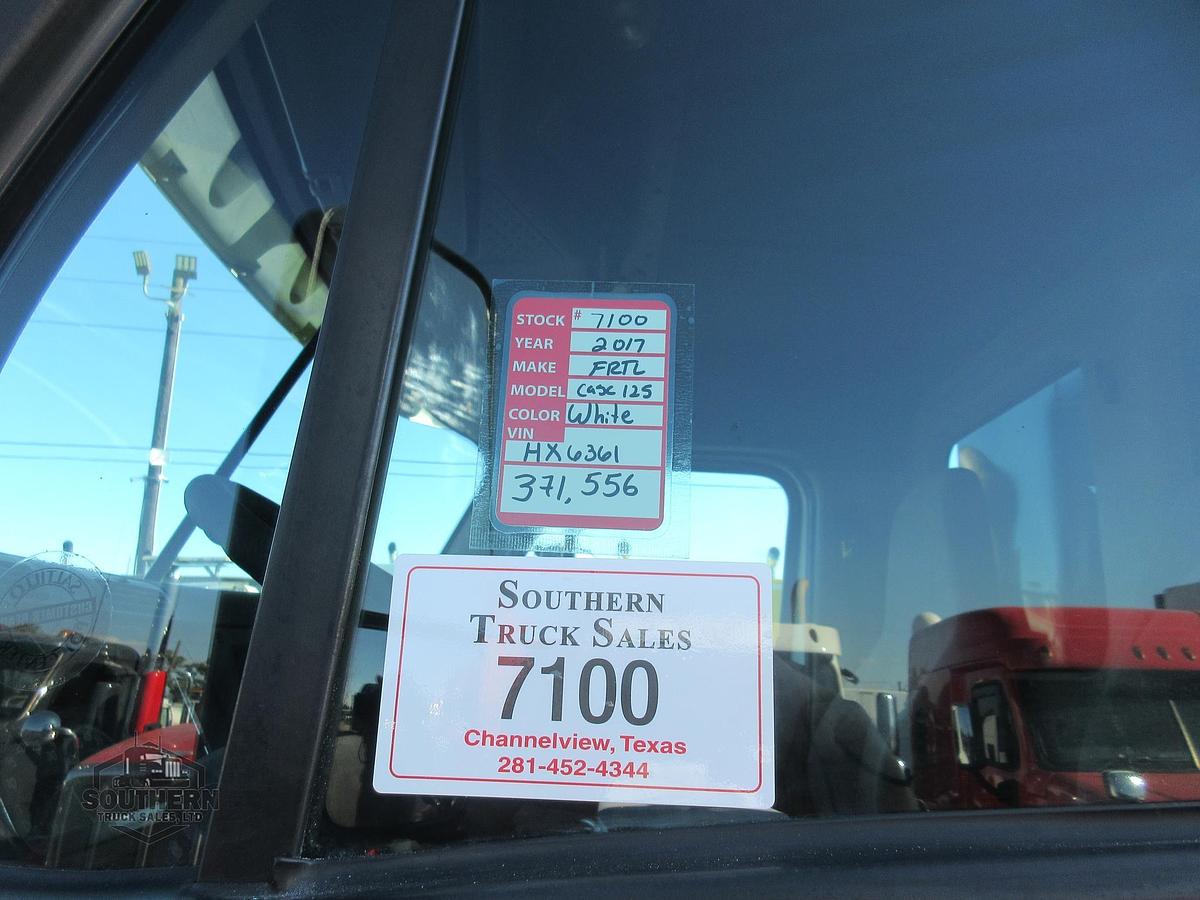 STOCK # 7100
YEAR 2017
MAKE FRTL
MODEL Casc 125
COLOR White
VIN
HX6361
371,556
SOUTHERN
TRUCK SALES
7100
Channelview, Texas
281-452-4344
SALTILLO
SOUTHERN
TRUCK SALES, LTD